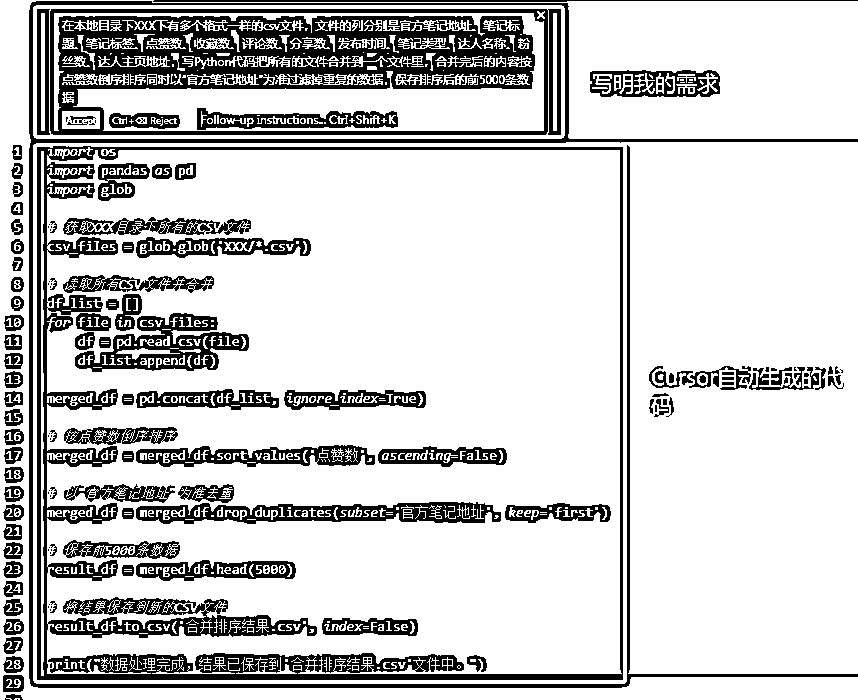 在本地目录下XXX下有多个格式一样的csv文件，文件的列分别是官方笔记地址、笔记标
题、笔记标签、点赞数、收藏数、评论数、分享数、发布时间、笔记类型、达人名称、粉
丝数、达人主页地址，写Python代码把所有的文件合并到一个文件里，合并完后的内容按
点赞数倒序排序同时以“官方笔记地址”为准过滤掉重复的数据，保存排序后的前5000条数
据
Accept Ctrl+⌫ Reject Follow-up instructions... Ctrl+Shift+K
写明我的需求
1 import os
2 import pandas as pd
3 import glob
4
5 # 获取XXX目录下所有的CSV文件
6 csv_files = glob.glob('XXX/*.csv')
7
8 # 读取所有CSV文件并合并
9 df_list = []
10 for file in csv_files:
11     df = pd.read_csv(file)
12     df_list.append(df)
13
14 merged_df = pd.concat(df_list, ignore_index=True)
15
16 # 按点赞数倒序排序
17 merged_df = merged_df.sort_values('点赞数', ascending=False)
18
19 # 以"官方笔记地址"为准去重
20 merged_df = merged_df.drop_duplicates(subset='官方笔记地址', keep='first')
21
22 # 保存前5000条数据
23 result_df = merged_df.head(5000)
24
25 # 将结果保存到新的CSV文件
26 result_df.to_csv('合并排序结果.csv', index=False)
27
28 print("数据处理完成，结果已保存到'合并排序结果.csv'文件中。")
29
Cursor自动生成的代
码